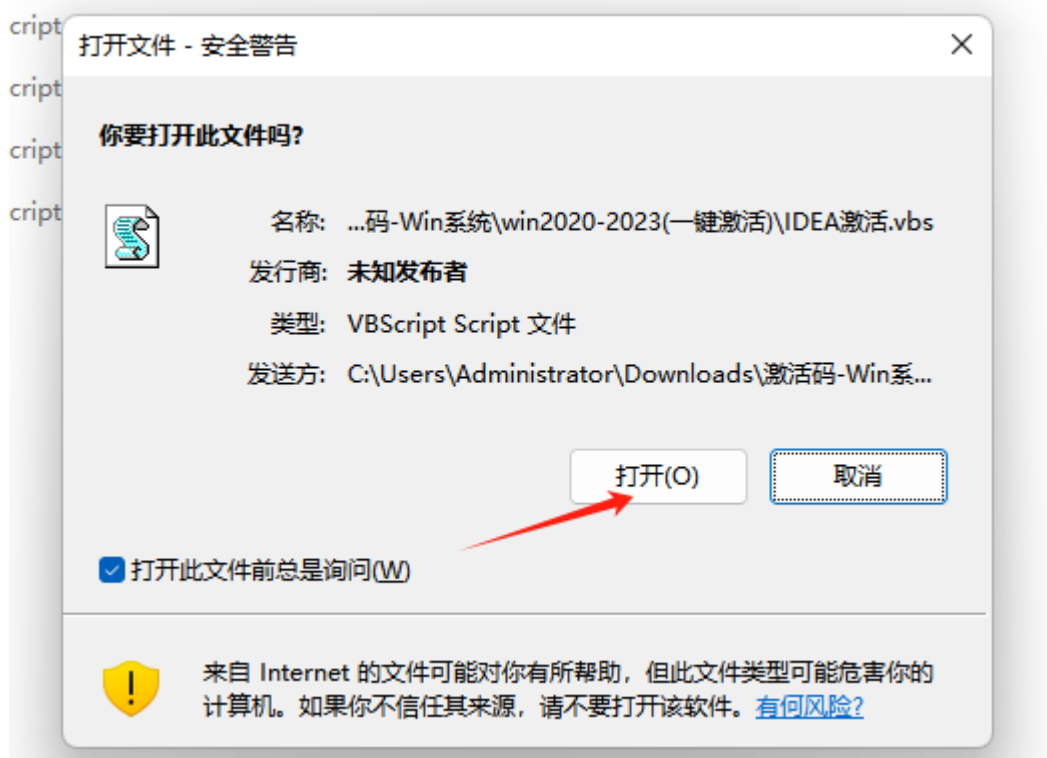 cript
打开文件 - 安全警告
cript
你要打开此文件吗?
cript
cript
名称: ...码-Win系统\win2020-2023(一键激活)\IDEA激活.vbs
发行商: 未知发布者
类型: VBScript Script 文件
发送方: C:\Users\Administrator\Downloads\激活码-Win系...
打开(O) 取消
打开此文件前总是询问(W)
来自 Internet 的文件可能对你有所帮助，但此文件类型可能危害你的
计算机。如果你不信任其来源，请不要打开该软件。有何风险?